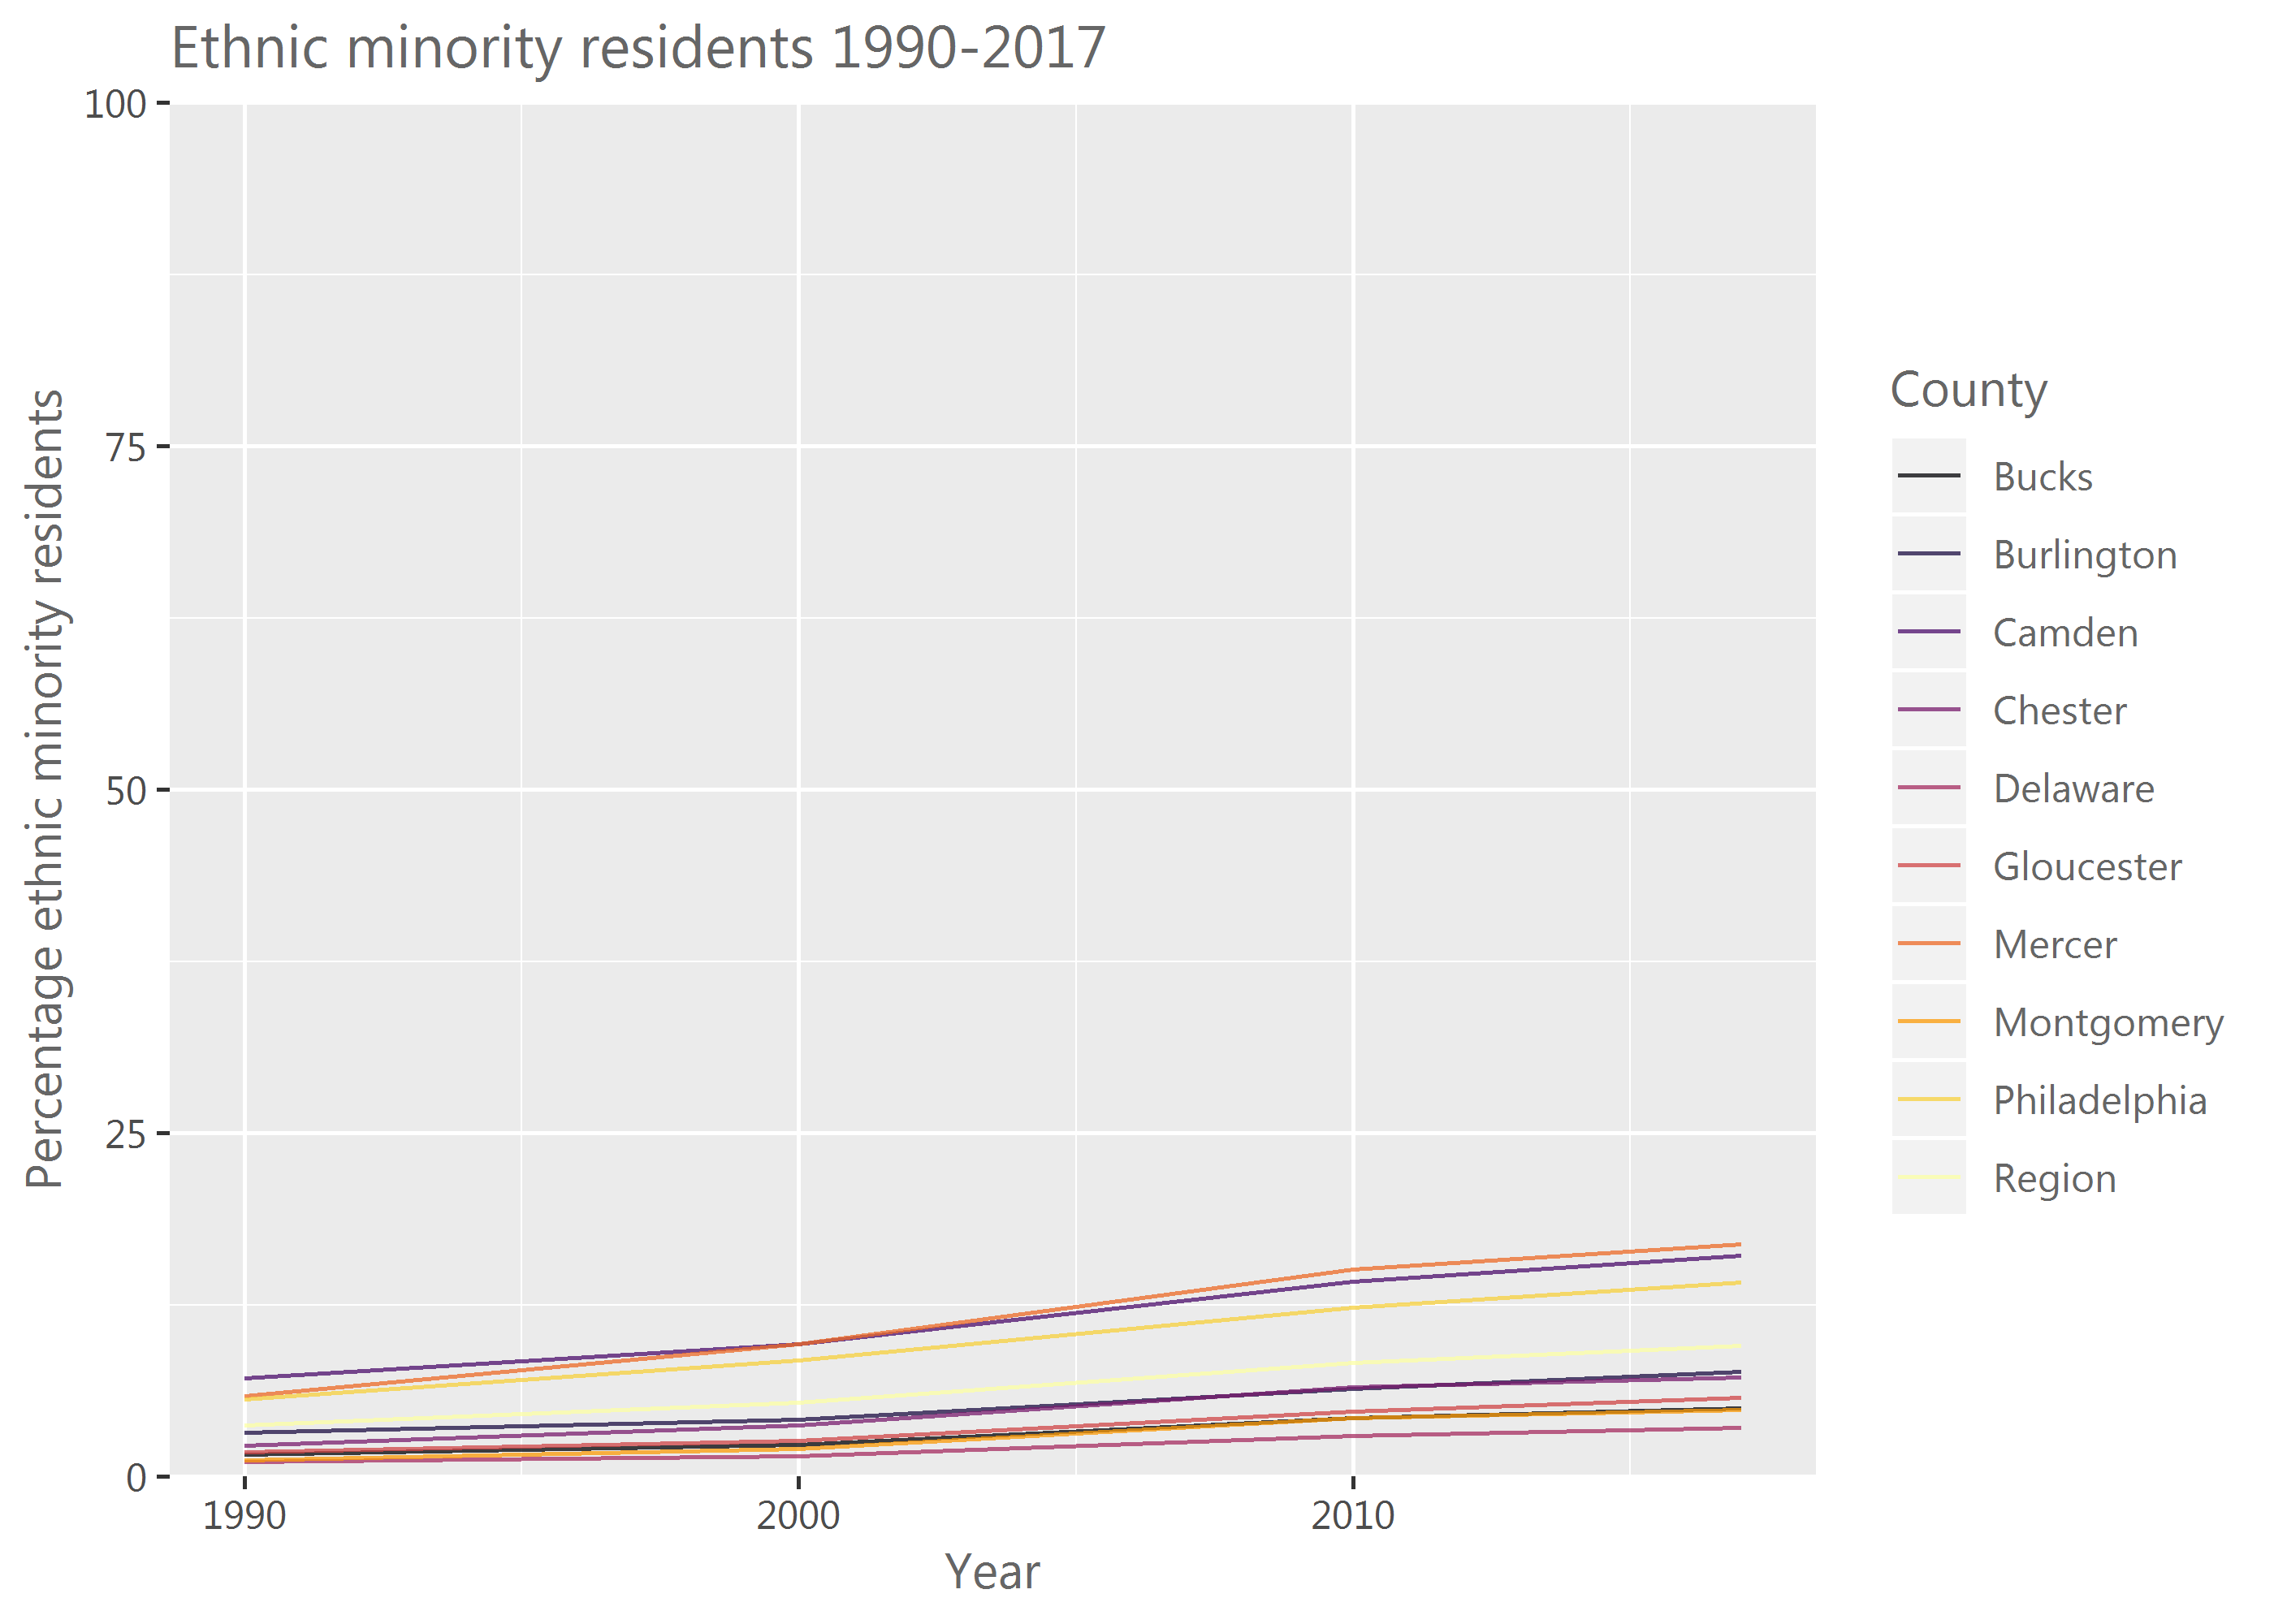 Ethnic minority residents 1990-2017
Percentage ethnic minority residents
100
75
50
25
0
1990 2000 2010
Year
County
Bucks
Burlington
Camden
Chester
Delaware
Gloucester
Mercer
Montgomery
Philadelphia
Region